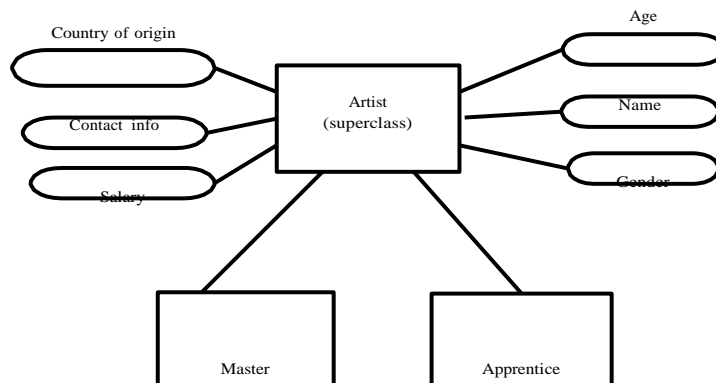 Country of origin
Age
Artist
(superclass)
Name
Contact info
Gender
Salary
Master
Apprentice